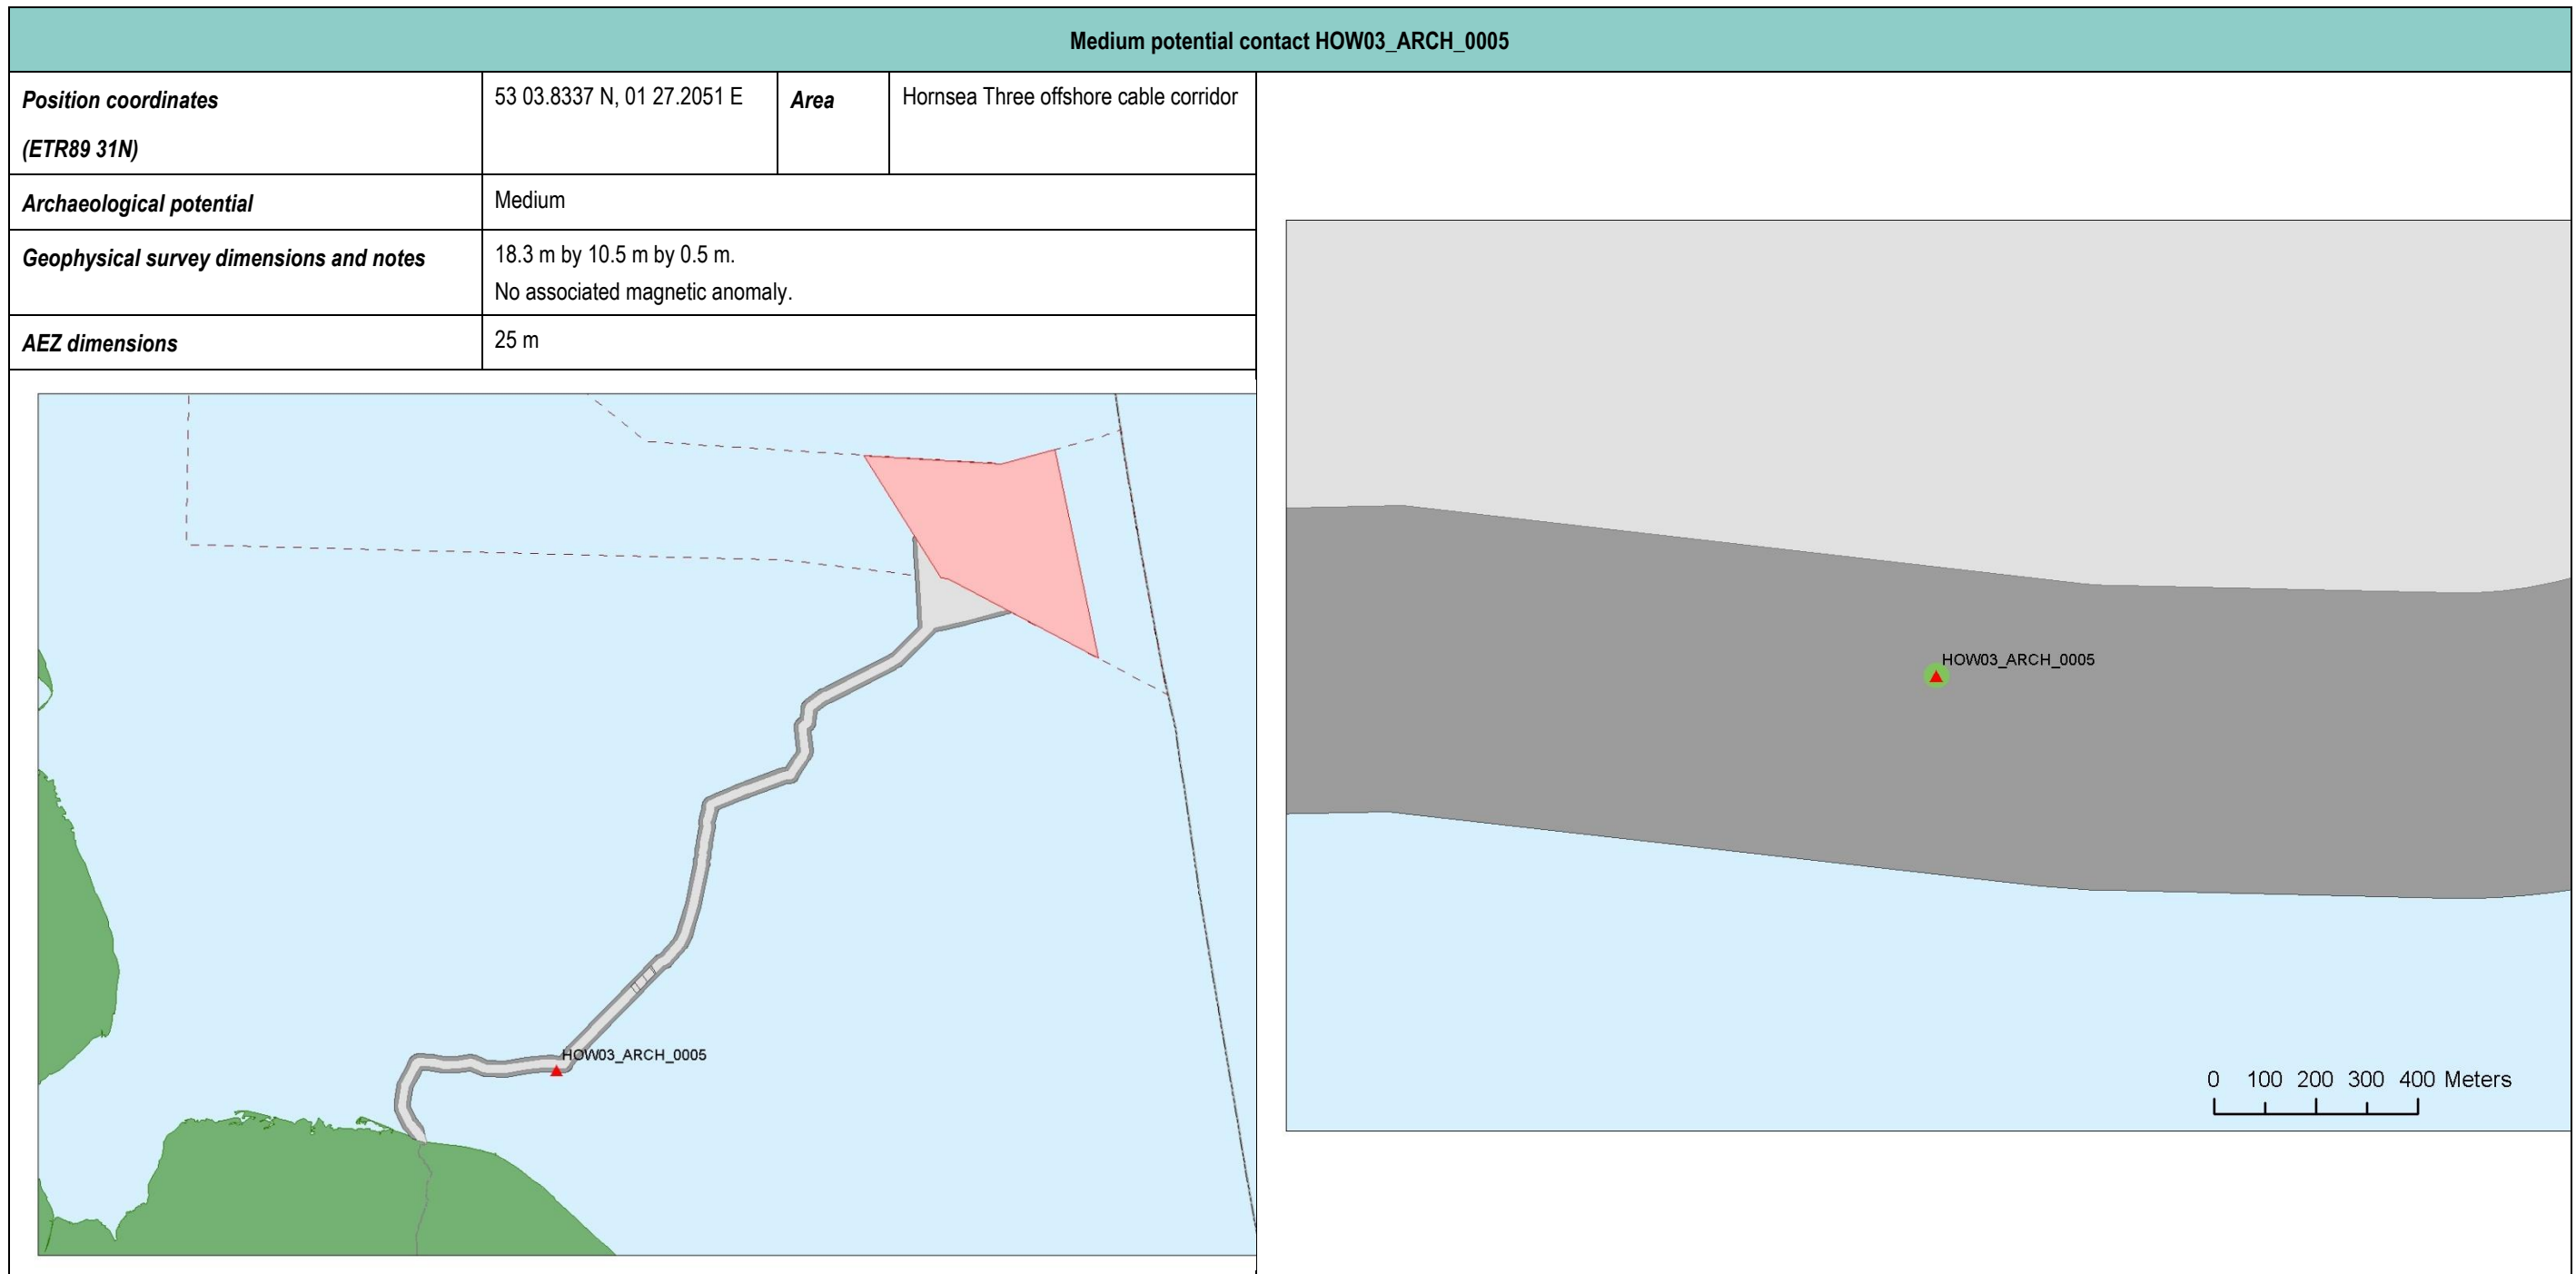 Medium potential contact HOW03_ARCH_0005
Position coordinates
(ETR89 31N)
53 03.8337 N, 01 27.2051 E
Area
Hornsea Three offshore cable corridor
Archaeological potential
Medium
Geophysical survey dimensions and notes
18.3 m by 10.5 m by 0.5 m.
No associated magnetic anomaly.
AEZ dimensions
25 m
HOW03_ARCH_0005
HOW03_ARCH_0005
0 100 200 300 400 Meters